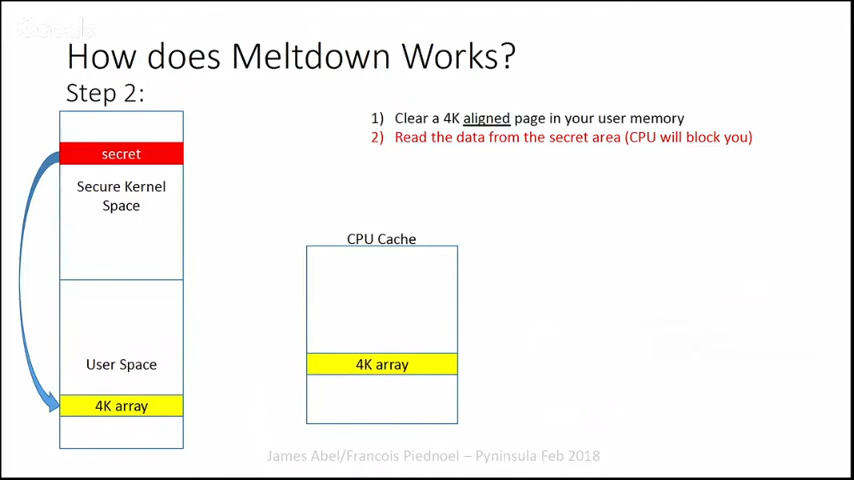 How does Meltdown Works?
Step 2:
1) Clear a 4K aligned page in your user memory
2) Read the data from the secret area (CPU will block you)
secret
Secure Kernel
Space
CPU Cache
User Space
4K array
4K array
James Abel/Francois Piednoel – Pyninsula Feb 2018